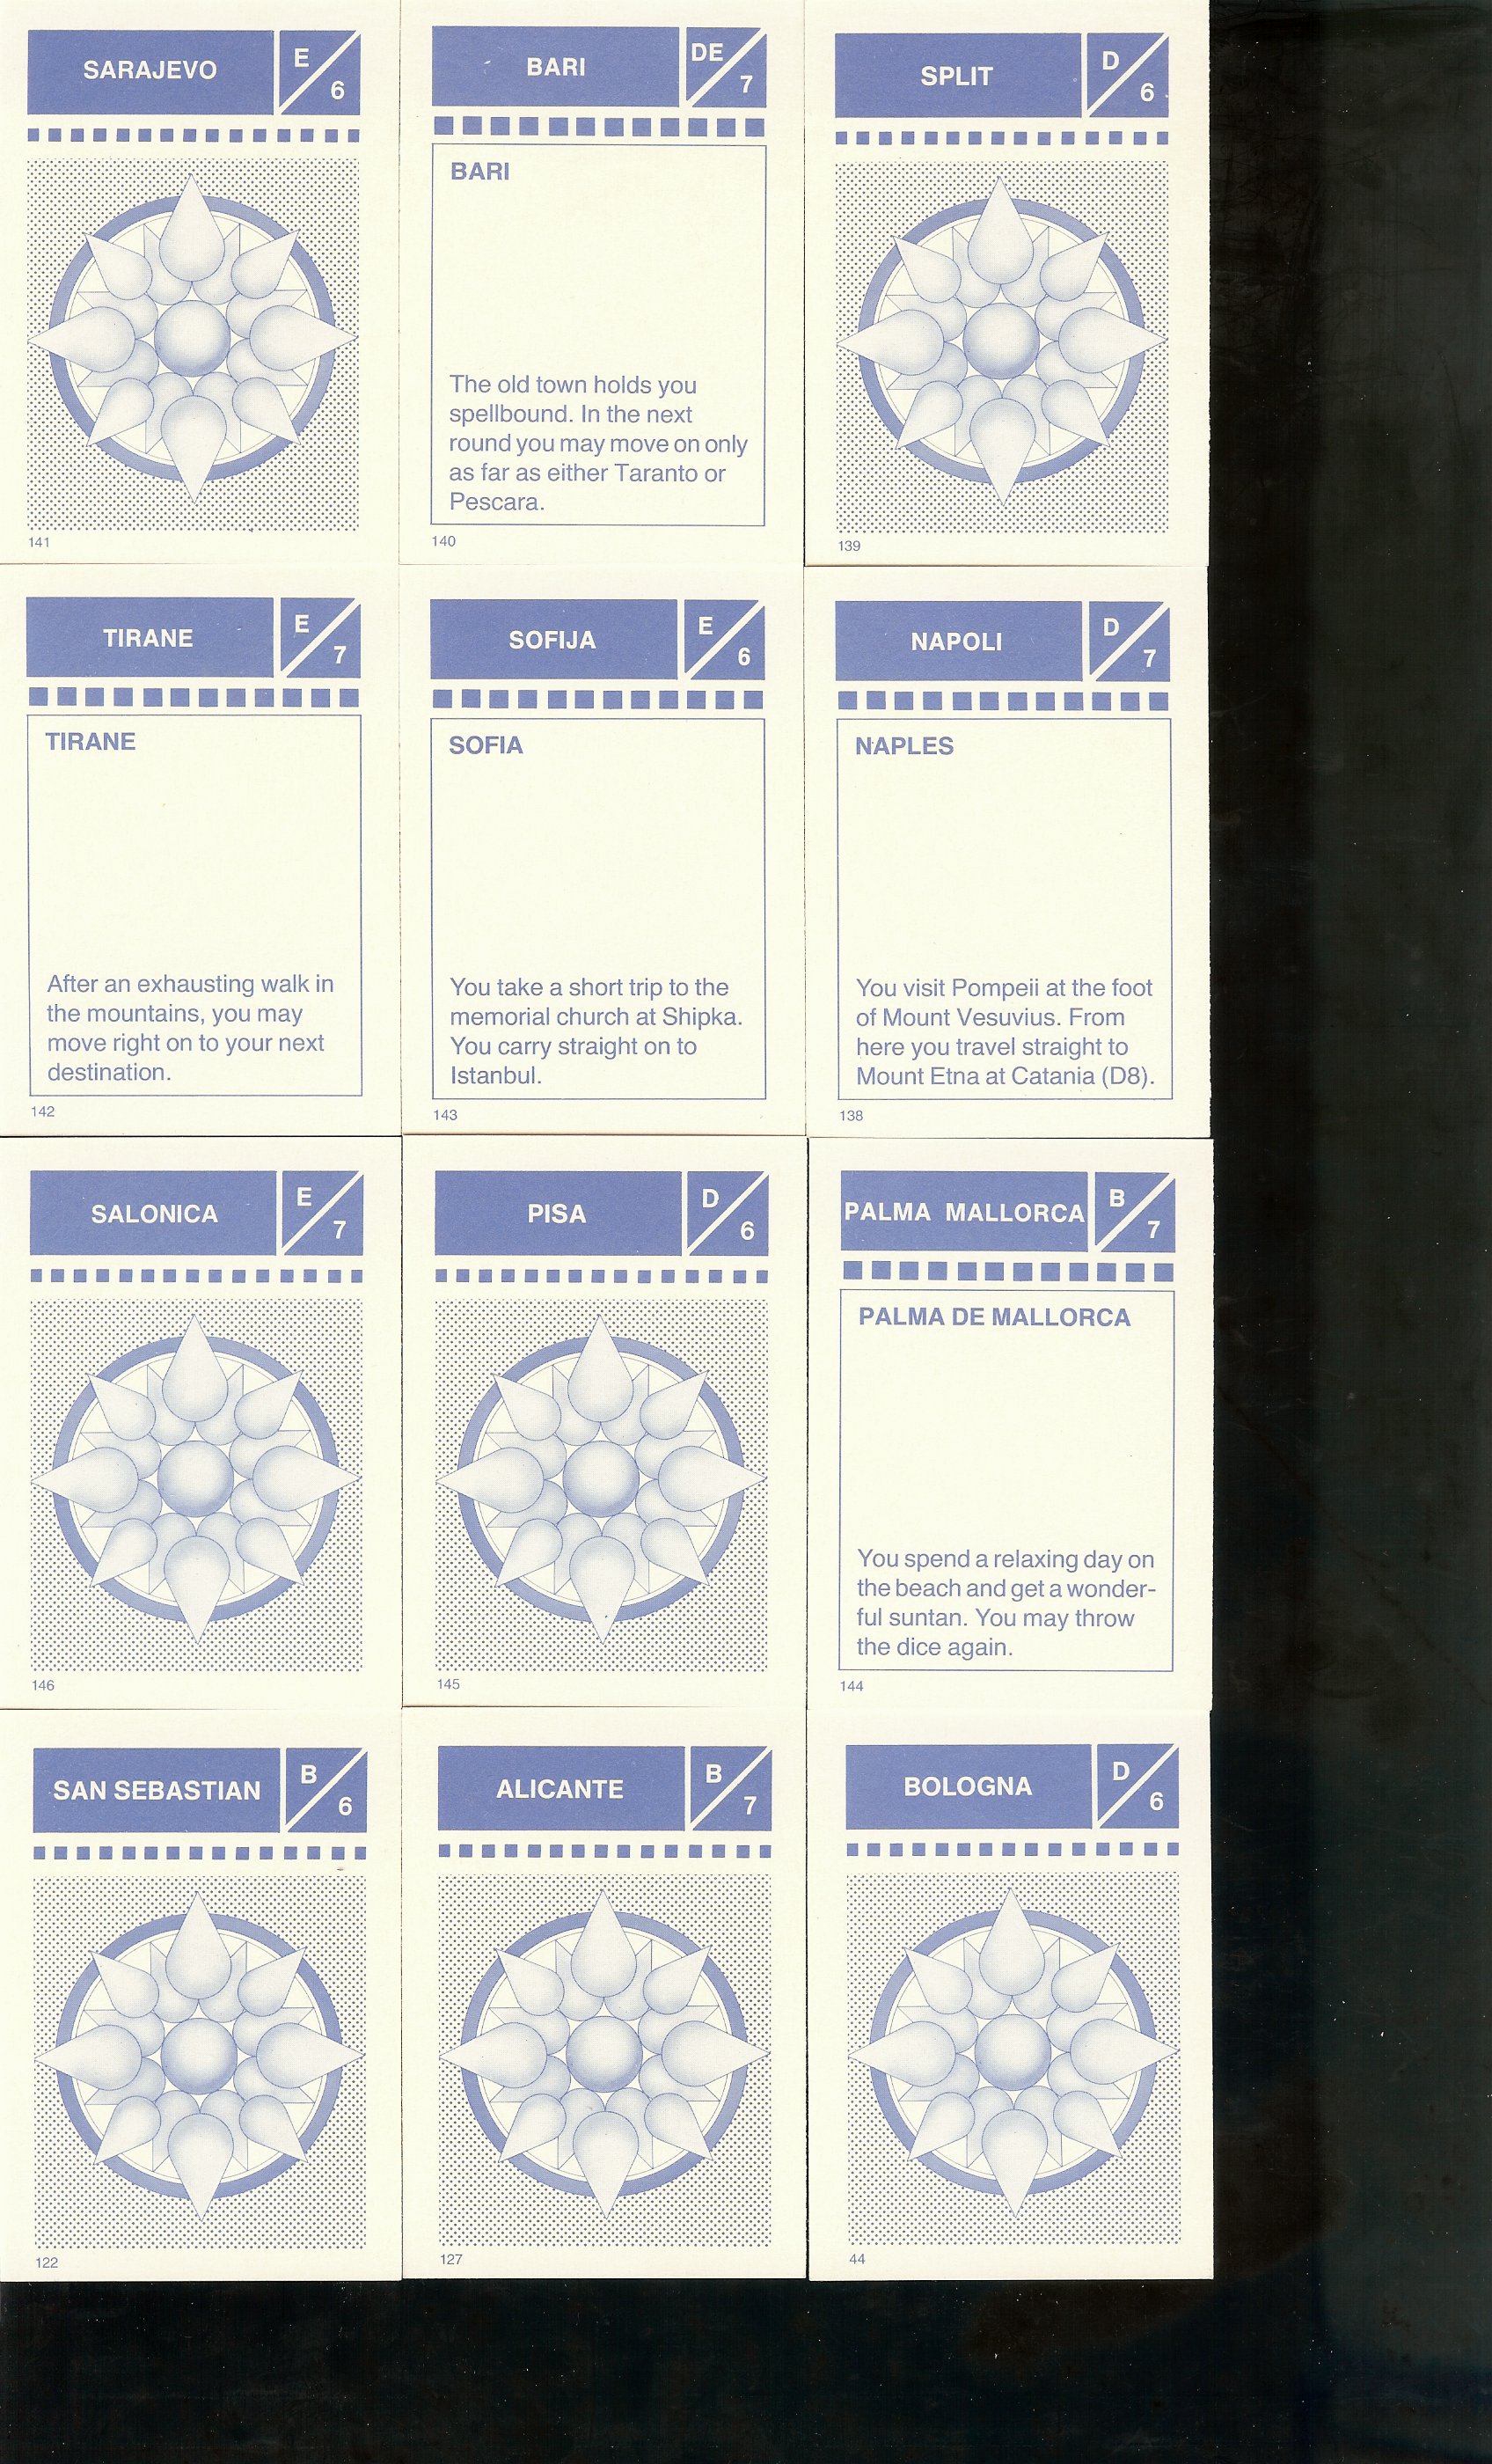 SARAJEVO
E
6
141
BARI
DE
7
BARI
The old town holds you
spellbound. In the next
round you may move on only
as far as either Taranto or
Pescara.
140
SPLIT
D
6
139
TIRANE
E
7
TIRANE
After an exhausting walk in
the mountains, you may
move right on to your next
destination.
142
SOFIJA
E
6
SOFIA
You take a short trip to the
memorial church at Shipka.
You carry straight on to
Istanbul.
143
NAPOLI
D
7
NAPLES
You visit Pompeii at the foot
of Mount Vesuvius. From
here you travel straight to
Mount Etna at Catania (D8).
138
SALONICA
E
7
146
PISA
D
6
145
PALMA MALLORCA
B
7
PALMA DE MALLORCA
You spend a relaxing day on
the beach and get a wonder-
ful suntan. You may throw
the dice again.
144
SAN SEBASTIAN
B
6
122
ALICANTE
B
7
127
BOLOGNA
D
6
44